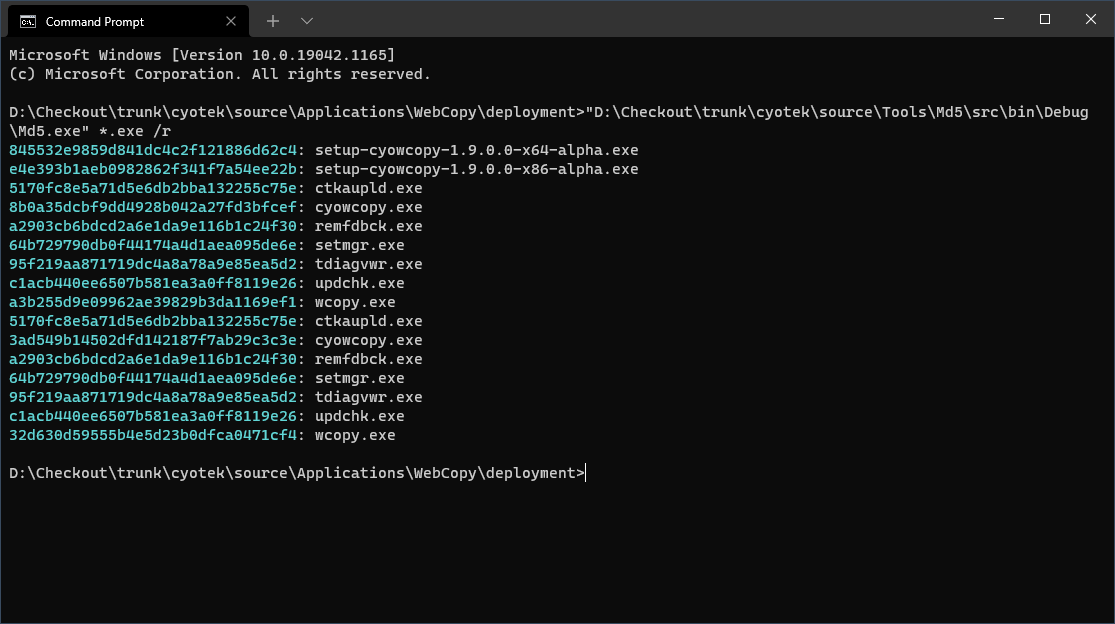 Command Prompt
Microsoft Windows [Version 10.0.19042.1165]
(c) Microsoft Corporation. All rights reserved.
D:\Checkout\trunk\cyotek\source\Applications\WebCopy\deployment>"D:\Checkout\trunk\cyotek\source\Tools\Md5\src\bin\Debug
\Md5.exe" *.exe /r
845532e9859d841dc4c2f121886d62c4: setup-cyowcopy-1.9.0.0-x64-alpha.exe
e4e393b1aeb0982862f341f7a54ee22b: setup-cyowcopy-1.9.0.0-x86-alpha.exe
5170fc8e5a71d5e6db2bba132255c75e: ctkaupld.exe
8b0a35dcbf9dd4928b042a27fd3bfcef: cyowcopy.exe
a2903cb6bdcd2a6e1da9e116b1c24f30: remfdbck.exe
64b729790db0f44174a4d1aea095de6e: setmgr.exe
95f219aa871719dc4a8a78a9e85ea5d2: tdiagvwr.exe
c1acb440ee6507b581ea3a0ff8119e26: updchk.exe
a3b255d9e09962ae39829b3da1169ef1: wcopy.exe
5170fc8e5a71d5e6db2bba132255c75e: ctkaupld.exe
3ad549b14502dfd142187f7ab29c3c3e: cyowcopy.exe
a2903cb6bdcd2a6e1da9e116b1c24f30: remfdbck.exe
64b729790db0f44174a4d1aea095de6e: setmgr.exe
95f219aa871719dc4a8a78a9e85ea5d2: tdiagvwr.exe
c1acb440ee6507b581ea3a0ff8119e26: updchk.exe
32d630d59555b4e5d23b0dfca0471cf4: wcopy.exe
D:\Checkout\trunk\cyotek\source\Applications\WebCopy\deployment>